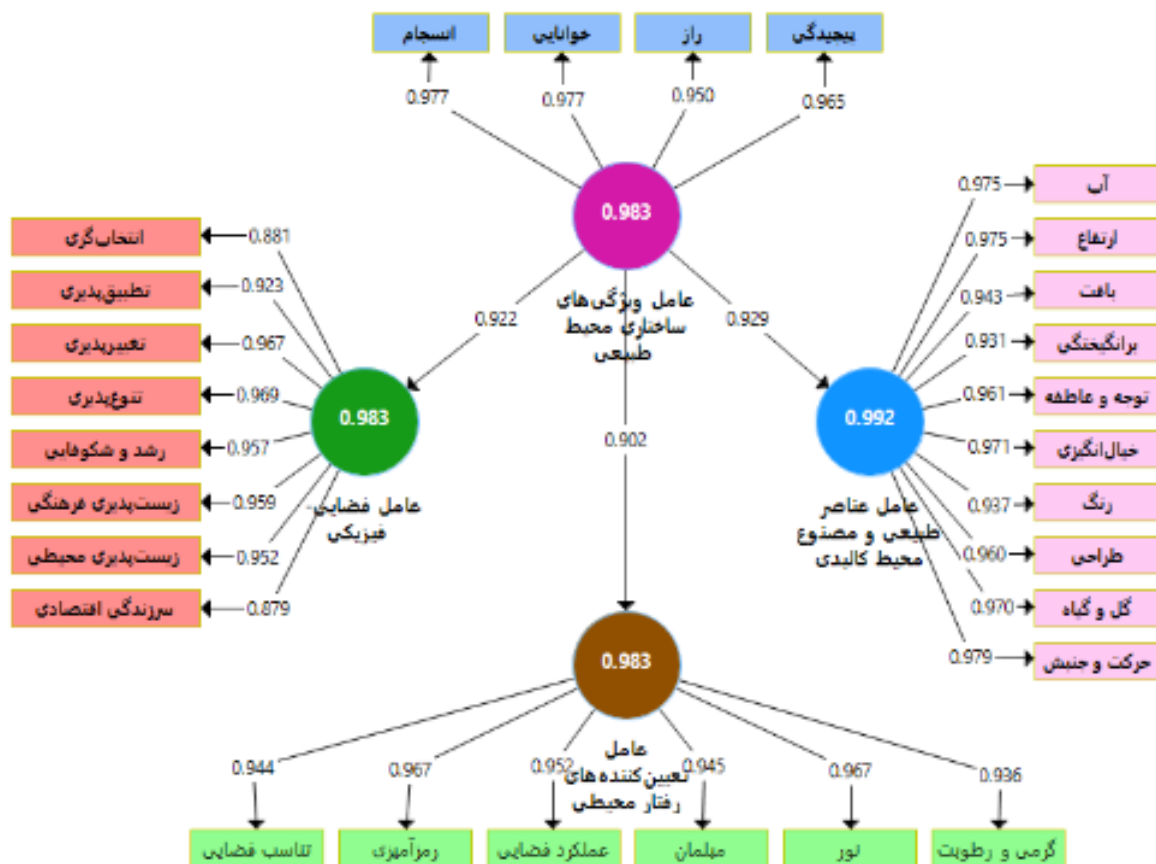 انسجام
خوانایی
راز
پیچیدگی
0.977
0.977
0.950
0.965
0.983
عامل ویژگی‌های
ساختاری محیط
طبیعی
0.922
0.929
0.902
آب
ارتفاع
بافت
برانگیختگی
توجه و عاطفه
خیال‌انگیزی
رنگ
طراحی
گل و گیاه
حرکت و جنبش
0.975
0.975
0.943
0.931
0.961
0.971
0.937
0.960
0.970
0.979
0.992
عامل عناصر
طبیعی و مصنوع
محیط کالبدی
انتخاب‌گری
تطبیق‌پذیری
تغییرپذیری
تنوع‌پذیری
رشد و شکوفایی
زیست‌پذیری فرهنگی
زیست‌پذیری محیطی
سرزندگی اقتصادی
0.881
0.923
0.967
0.969
0.957
0.959
0.952
0.879
0.983
عامل فضایی-
فیزیکی
0.983
عامل
تعیین‌کننده‌های
رفتار محیطی
0.944
0.967
0.952
0.945
0.967
0.936
تناسب فضایی
رمزآمیزی
عملکرد فضایی
مبلمان
نور
گرمی و رطوبت